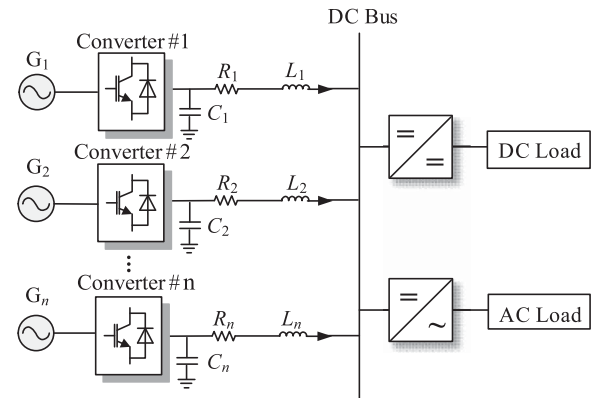 DC Bus
Converter #1
G1
R1
L1
C1
Converter #2
G2
R2
L2
C2
Converter #n
Gn
Rn
Ln
Cn
=
=
DC Load
=
~
AC Load